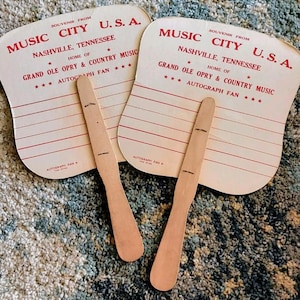 SOUVENIR FROM
MUSIC CITY U.S.A.
NASHVILLE, TENNESSEE
HOME OF
GRAND OLE OPRY & COUNTRY MUSIC
*** AUTOGRAPH FAN ***
SOUVENIR FROM
MUSIC CITY U.S.A.
NASHVILLE, TENNESSEE
HOME OF
GRAND OLE OPRY & COUNTRY MUSIC
*** AUTOGRAPH FAN ***